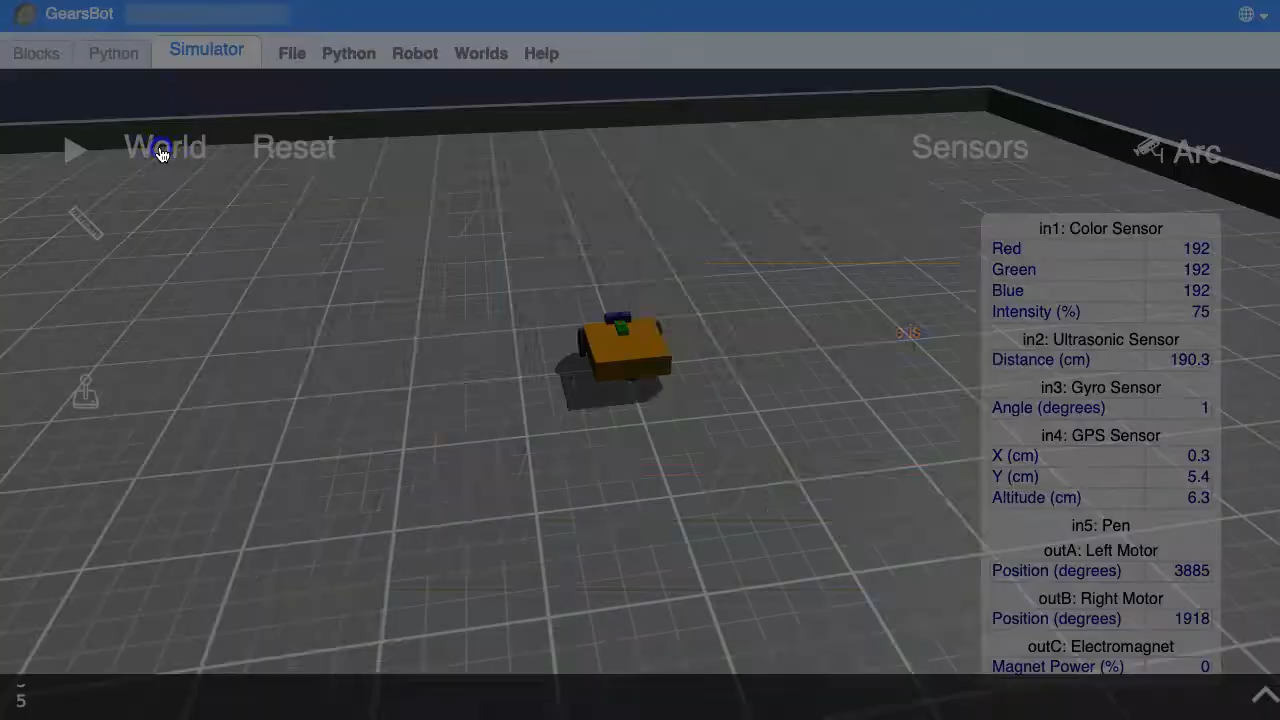 GearsBot
Blocks Python Simulator File Python Robot Worlds Help
World Reset Sensors Arc
in1: Color Sensor
Red 192
Green 192
Blue 192
Intensity (%) 75
in2: Ultrasonic Sensor
Distance (cm) 190.3
in3: Gyro Sensor
Angle (degrees) 1
in4: GPS Sensor
X (cm) 0.3
Y (cm) 5.4
Altitude (cm) 6.3
in5: Pen
outA: Left Motor
Position (degrees) 3885
outB: Right Motor
Position (degrees) 1918
outC: Electromagnet
Magnet Power (%) 0
5